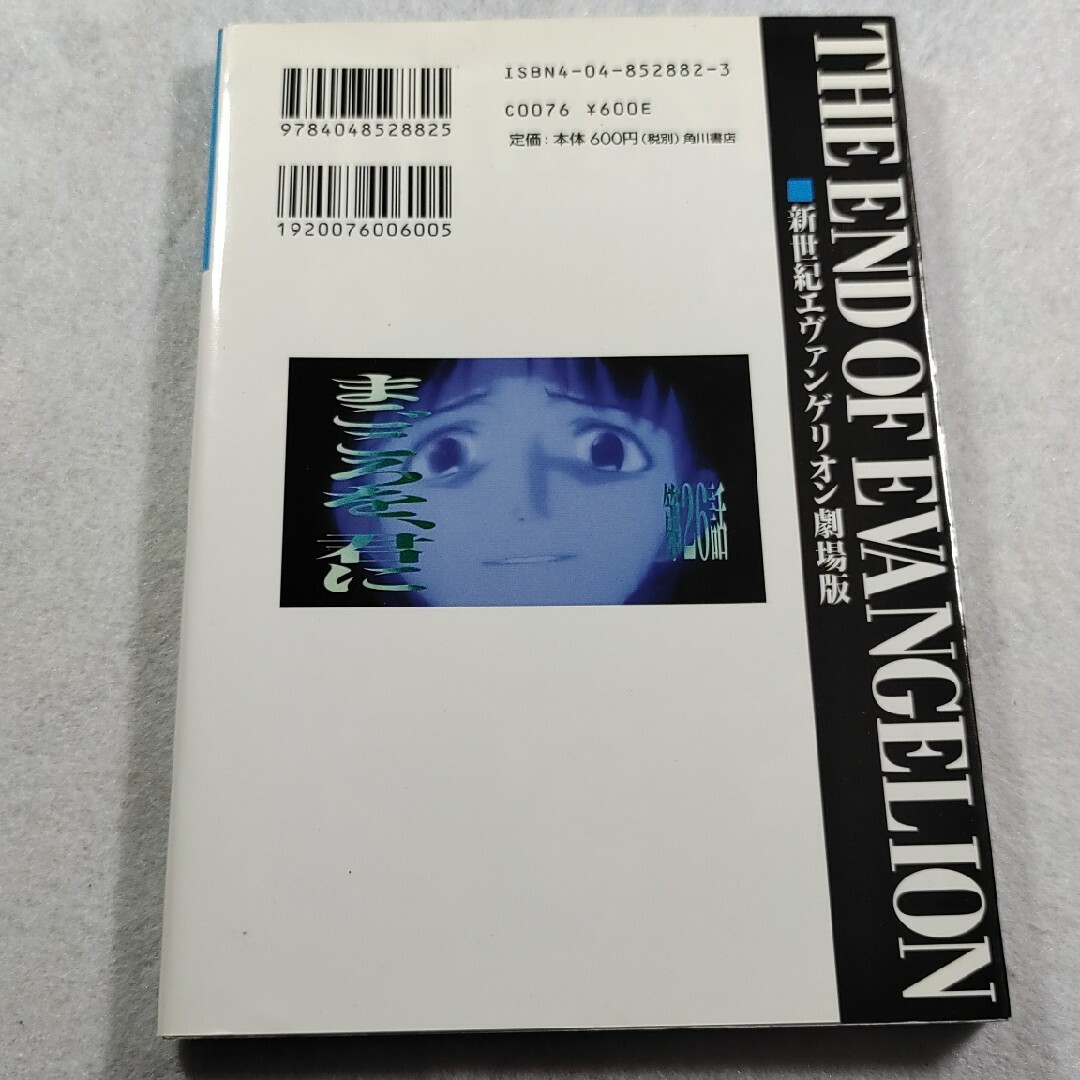 ISBN4-04-852882-3
9784048528825
C0076 ¥600E
定価：本体600円（税別）角川書店
1920076006005
THE END OF EVANGELION
新世紀エヴァンゲリオン劇場版
まごころを、君に
第26話